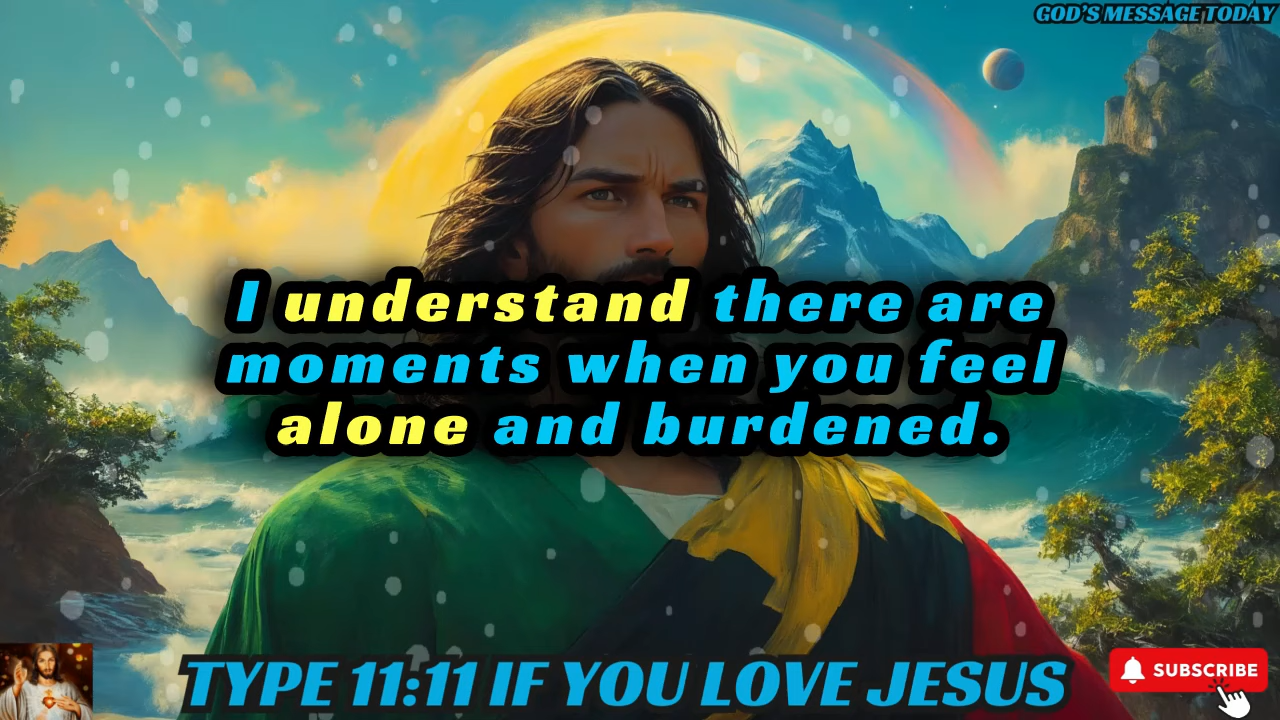 GOD'S MESSAGE TODAY
I understand there are
moments when you feel
alone and burdened.
TYPE 11:11 IF YOU LOVE JESUS
SUBSCRIBE